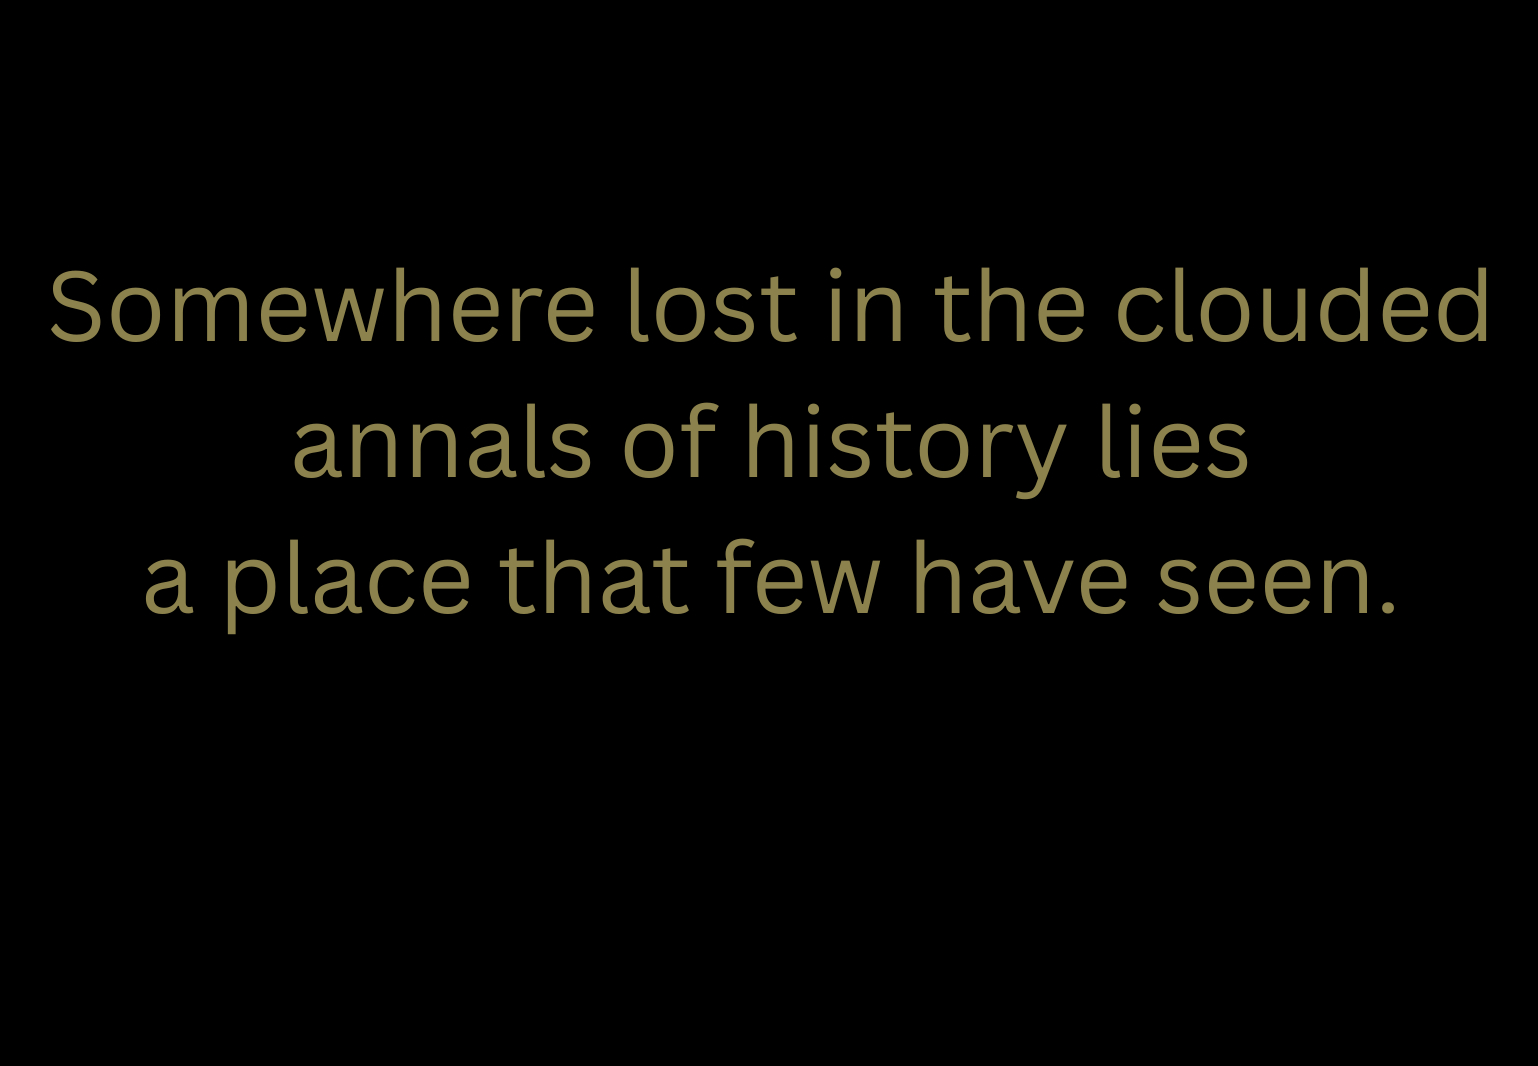 Somewhere lost in the clouded
annals of history lies
a place that few have seen.